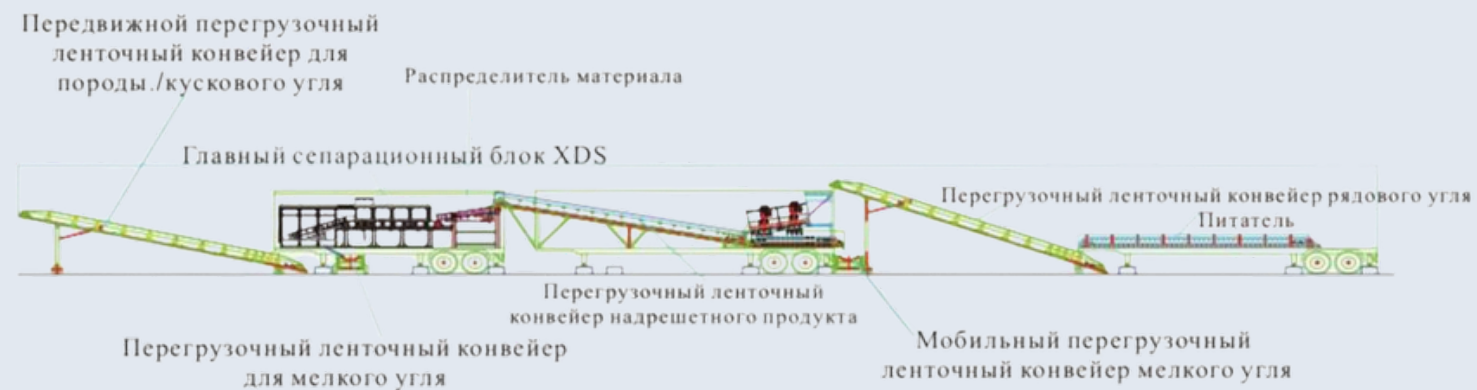 Передвижной перегрузочный
ленточный конвейер для
породы./кускового угля
Распределитель материала
Главный сепарационный блок XDS
Перегрузочный ленточный конвейер рядового угля
Питатель
Перегрузочный ленточный
конвейер надрешетного продукта
Перегрузочный ленточный конвейер
для мелкого угля
Мобильный перегрузочный
ленточный конвейер мелкого угля